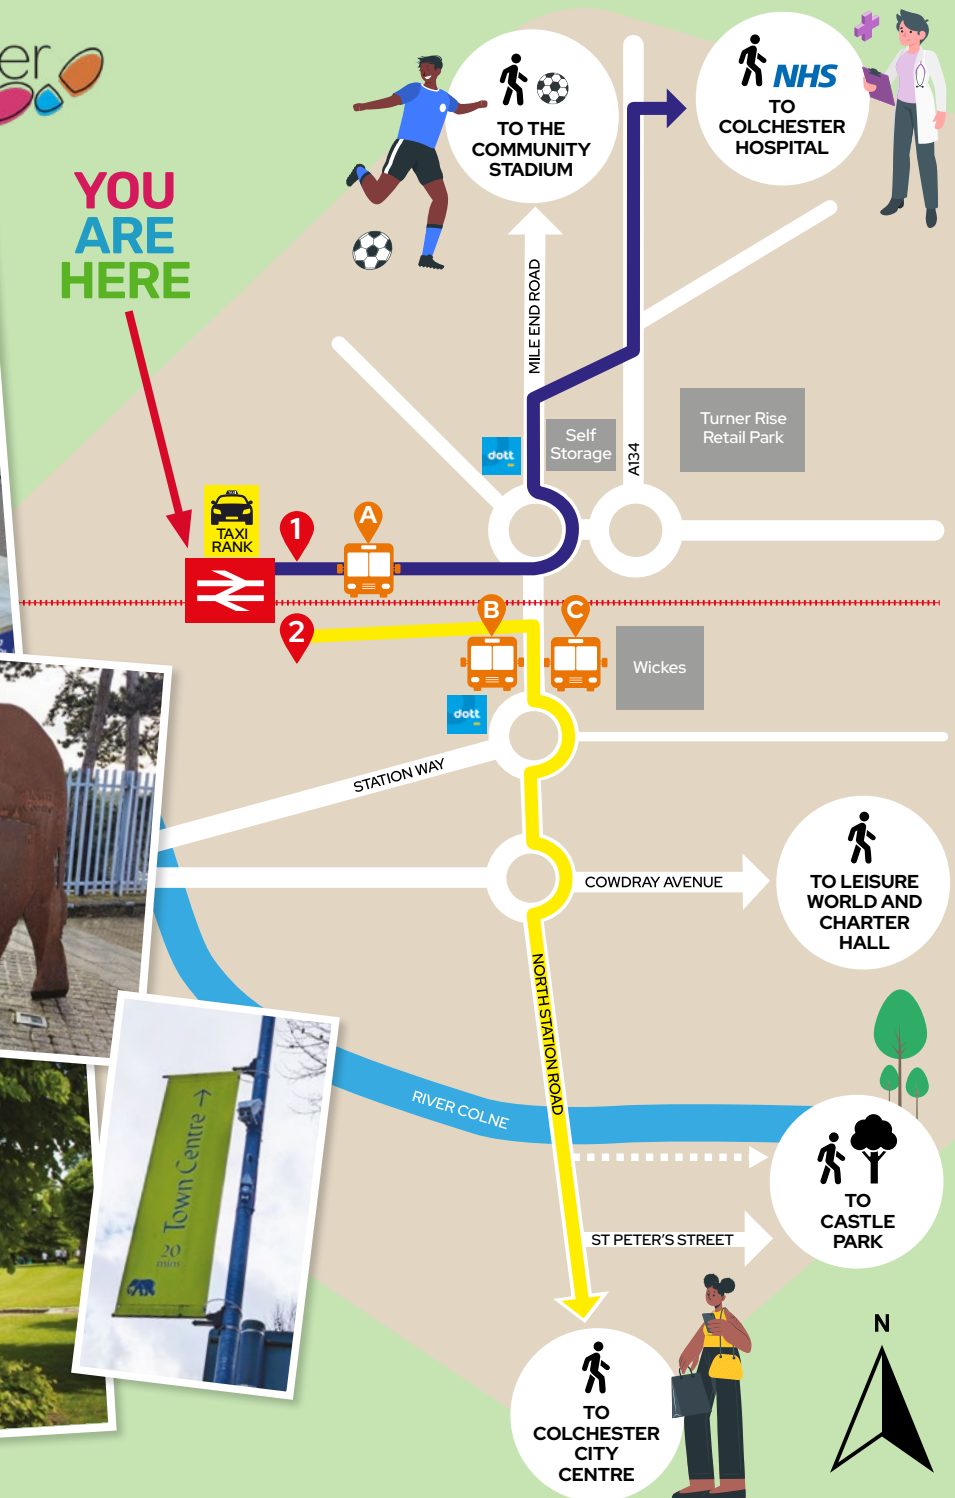 er
YOU
ARE
HERE
TO THE
COMMUNITY
STADIUM
NHS
TO
COLCHESTER
HOSPITAL
MILE END ROAD
dott
Self
Storage
A134
Turner Rise
Retail Park
TAXI
RANK
1
A
2
B
C
Wickes
dott
STATION WAY
COWDRAY AVENUE
TO LEISURE
WORLD AND
CHARTER
HALL
NORTH STATION ROAD
RIVER COLNE
Town Centre
20
mins
TO
CASTLE
PARK
ST PETER'S STREET
N
TO
COLCHESTER
CITY
CENTRE